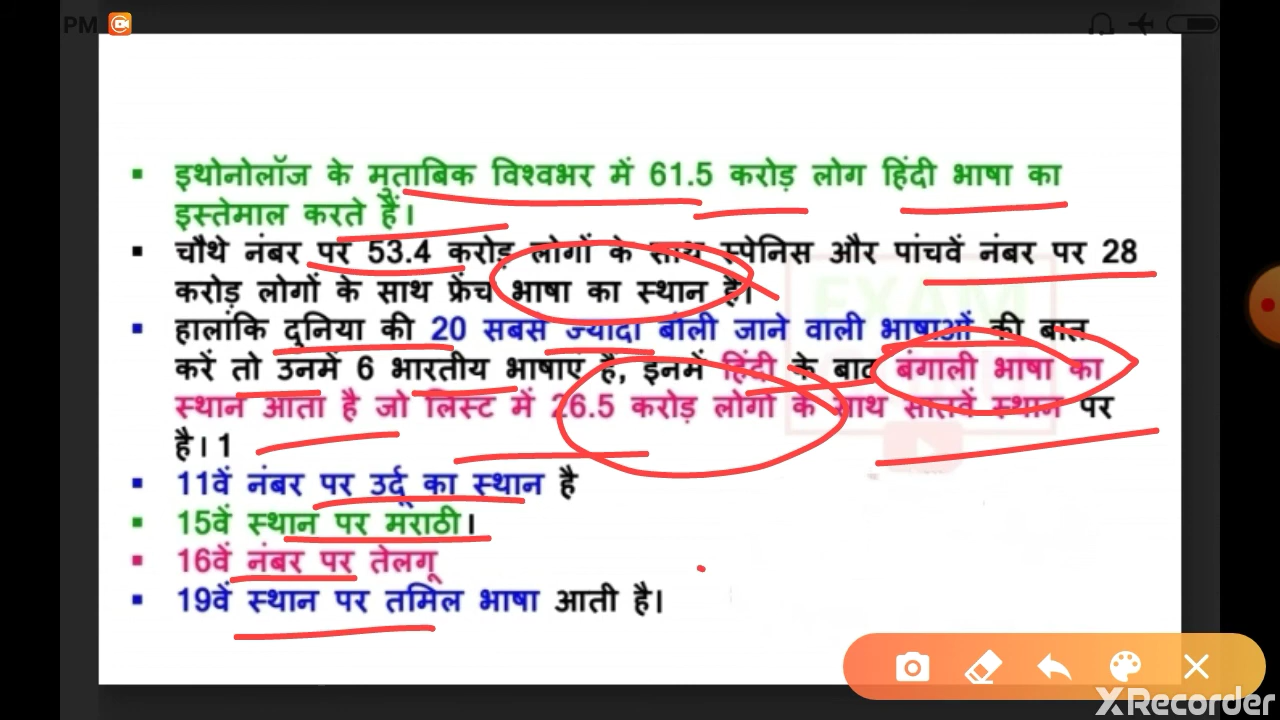 PM
इथोनोलॉज के मुताबिक विश्वभर में 61.5 करोड़ लोग हिंदी भाषा का
इस्तेमाल करते हैं।
चौथे नंबर पर 53.4 करोड़ लोगों के साथ स्पेनिस और पांचवें नंबर पर 28
करोड़ लोगों के साथ फ्रेंच भाषा का स्थान है।
हालांकि दुनिया की 20 सबसे ज्यादा बोली जाने वाली भाषाओं की बात
करें तो उनमें 6 भारतीय भाषाए है, इनमें हिंदी के बाद बंगाली भाषा का
स्थान आता है जो लिस्ट में 26.5 करोड़ लोगों के साथ सातवें स्थान पर
है। 1
11वें नंबर पर उर्दू का स्थान है
15वें स्थान पर मराठी।
16वें नंबर पर तेलगू
19वें स्थान पर तमिल भाषा आती है।
EXAM
XRecorder